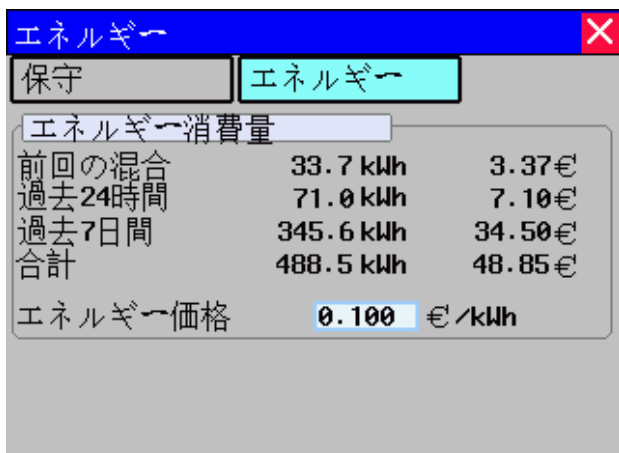 エネルギー
保守 エネルギー
エネルギー消費量
前回の混合 33.7 kWh 3.37€
過去24時間 71.0 kWh 7.10€
過去7日間 345.6 kWh 34.50€
合計 488.5 kWh 48.85€
エネルギー価格 0.100 €/kWh